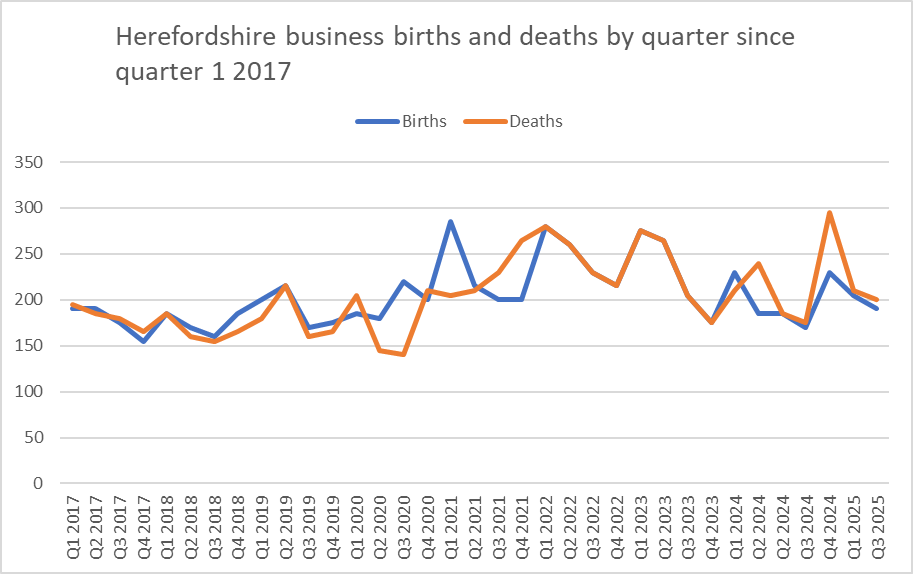 Herefordshire business births and deaths by quarter since
quarter 1 2017
Births
Deaths
350
300
250
200
150
100
50
0
Q1 2017
Q2 2017
Q3 2017
Q4 2017
Q1 2018
Q2 2018
Q3 2018
Q4 2018
Q1 2019
Q2 2019
Q3 2019
Q4 2019
Q1 2020
Q2 2020
Q3 2020
Q4 2020
Q1 2021
Q2 2021
Q3 2021
Q4 2021
Q1 2022
Q2 2022
Q3 2022
Q4 2022
Q1 2023
Q2 2023
Q3 2023
Q4 2023
Q1 2024
Q2 2024
Q2 2024
Q3 2024
Q4 2024
Q1 2025
Q3 2025